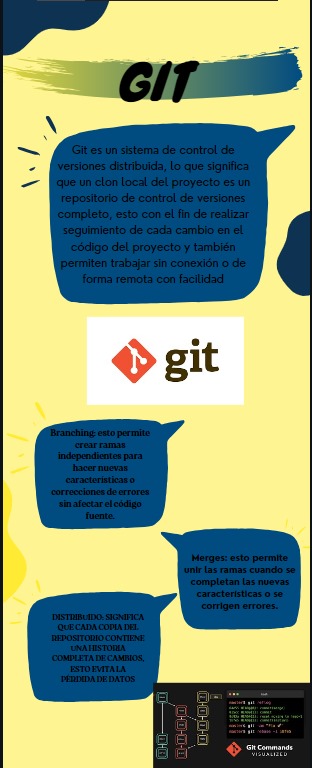 GIT
Git es un sistema de control de
versiones distribuida, lo que significa
que un clon local del proyecto es un
repositorio de control de versiones
completo, esto con el fin de realizar
seguimiento de cada cambio en el
código del proyecto y también
permiten trabajar sin conexión o de
forma remota con facilidad
git
Branching: esto permite
crear ramas
independientes para
hacer nuevas
características o
correcciones de errores
sin afectar el código
fuente.
Merges: esto permite
unir las ramas cuando se
completan las nuevas
características o se
corrigen errores.
DISTRIBUIDO: SIGNIFICA
QUE CADA COPIA DEL
REPOSITORIO CONTIENE
UNA HISTORIA
COMPLETA DE CAMBIOS,
ESTO EVITA LA
PÉRDIDA DE DATOS
git reflog
Git Commands
VISUALIZED